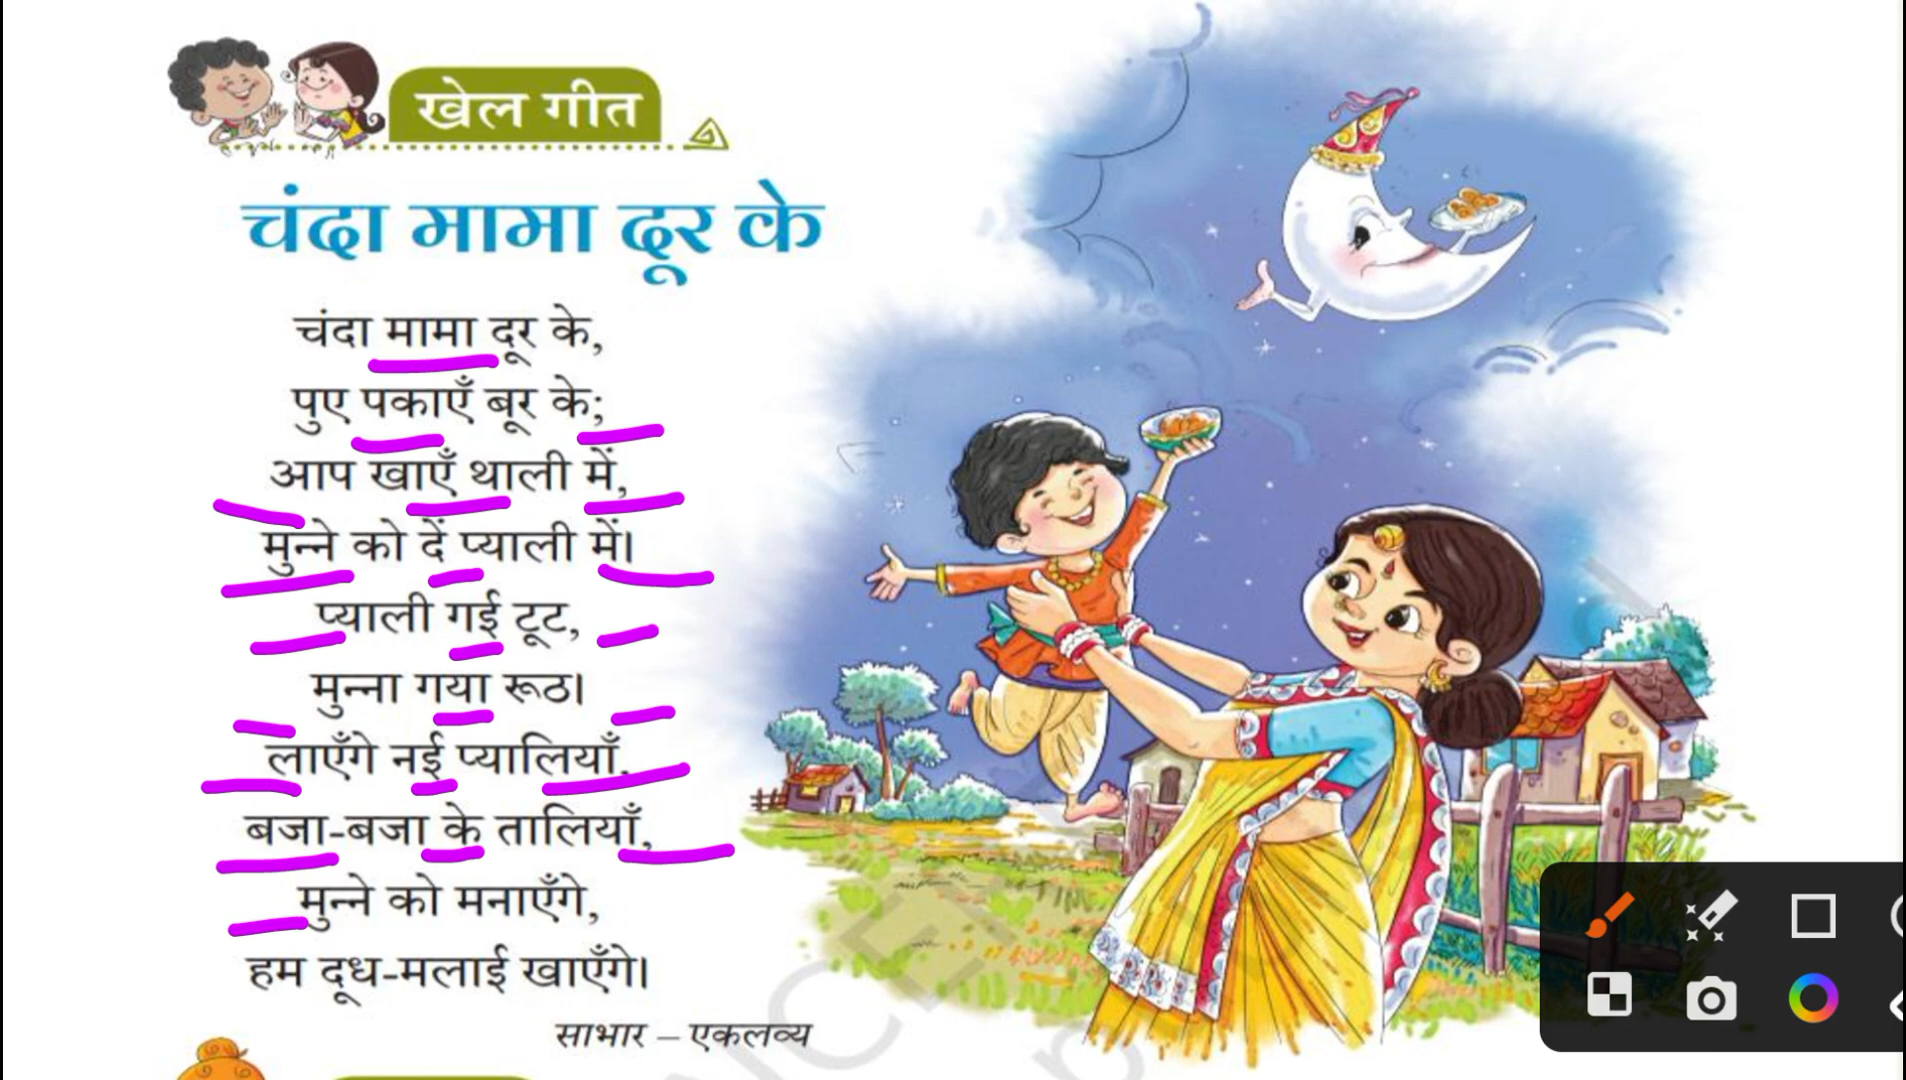 खेल गीत
चंदा मामा दूर के
चंदा मामा दूर के,
पुए पकाएँ बूर के;
आप खाएँ थाली में,
मुन्ने को दें प्याली में।
प्याली गई टूट,
मुन्ना गया रूठ।
लाएँगे नई प्यालियाँ,
बजा-बजा के तालियाँ,
मुन्ने को मनाएँगे,
हम दूध-मलाई खाएँगे।
साभार – एकलव्य